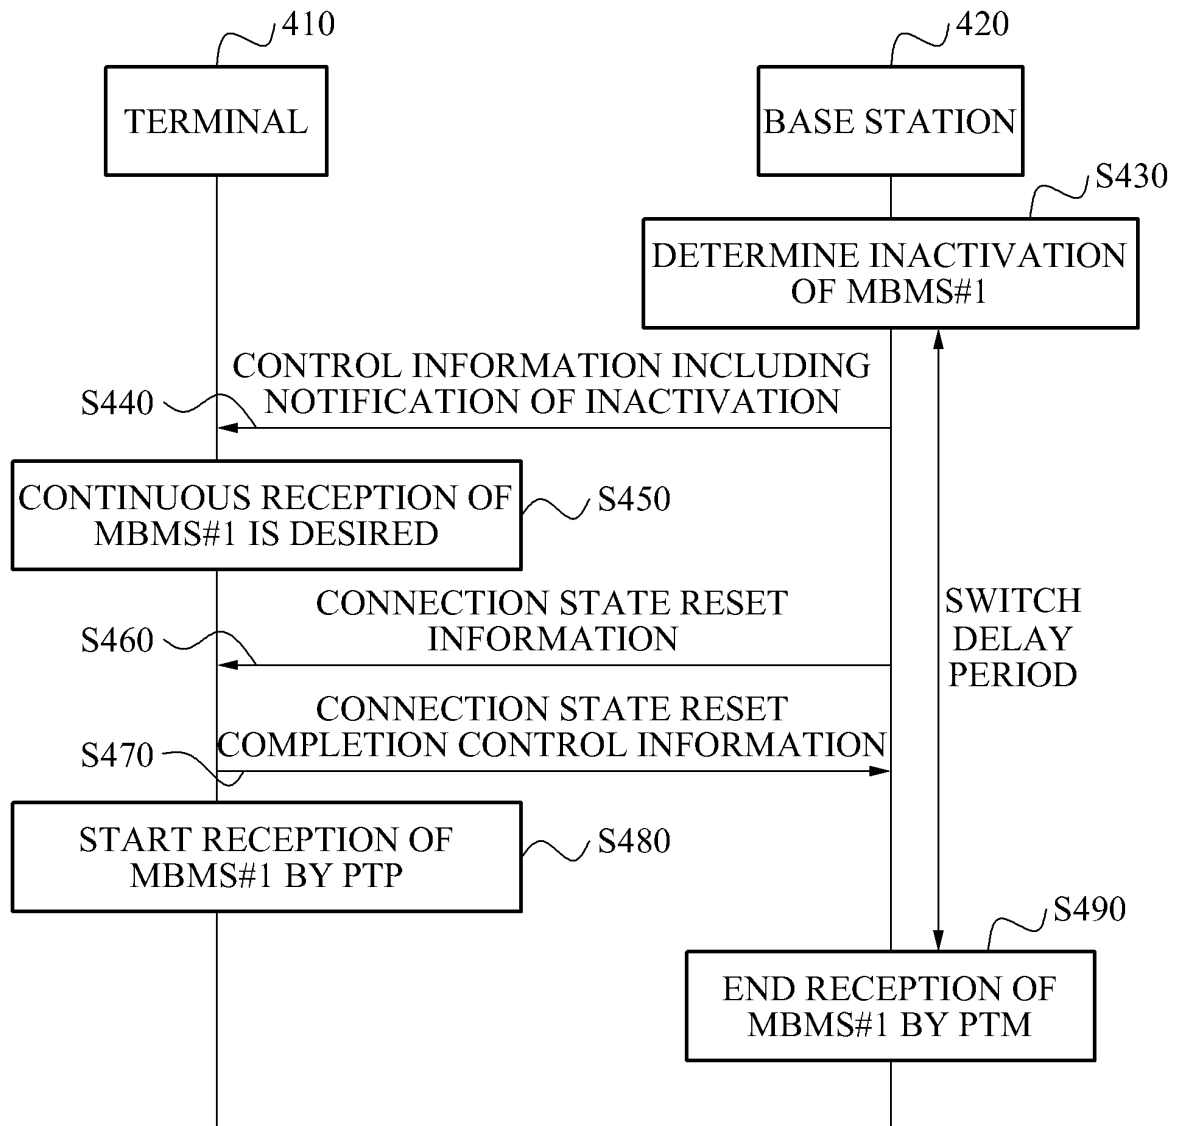 410
420
TERMINAL
BASE STATION
S430
DETERMINE INACTIVATION
OF MBMS#1
CONTROL INFORMATION INCLUDING
NOTIFICATION OF INACTIVATION
S440
CONTINUOUS RECEPTION OF
MBMS#1 IS DESIRED
S450
CONNECTION STATE RESET
INFORMATION
S460
SWITCH
DELAY
PERIOD
CONNECTION STATE RESET
COMPLETION CONTROL INFORMATION
S470
START RECEPTION OF
MBMS#1 BY PTP
S480
S490
END RECEPTION OF
MBMS#1 BY PTM